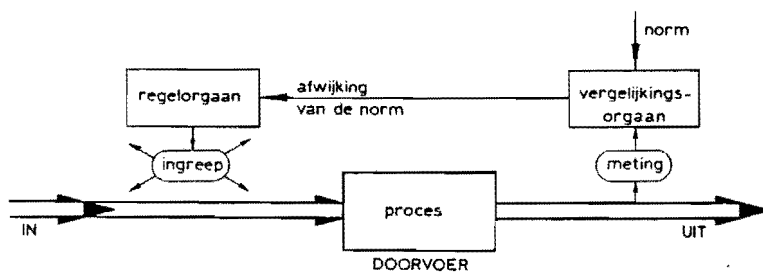 norm
regelorgaan
afwijking
van de norm
vergelijkings-
orgaan
ingreep
meting
IN
proces
UIT
DOORVOER